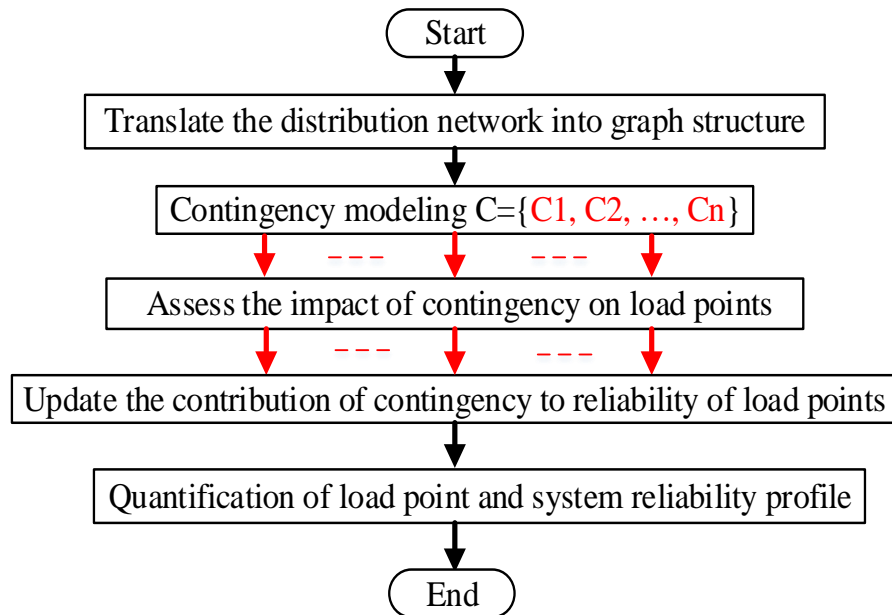 Start
Translate the distribution network into graph structure
Contingency modeling C={C1, C2, …, Cn}
Assess the impact of contingency on load points
Update the contribution of contingency to reliability of load points
Quantification of load point and system reliability profile
End